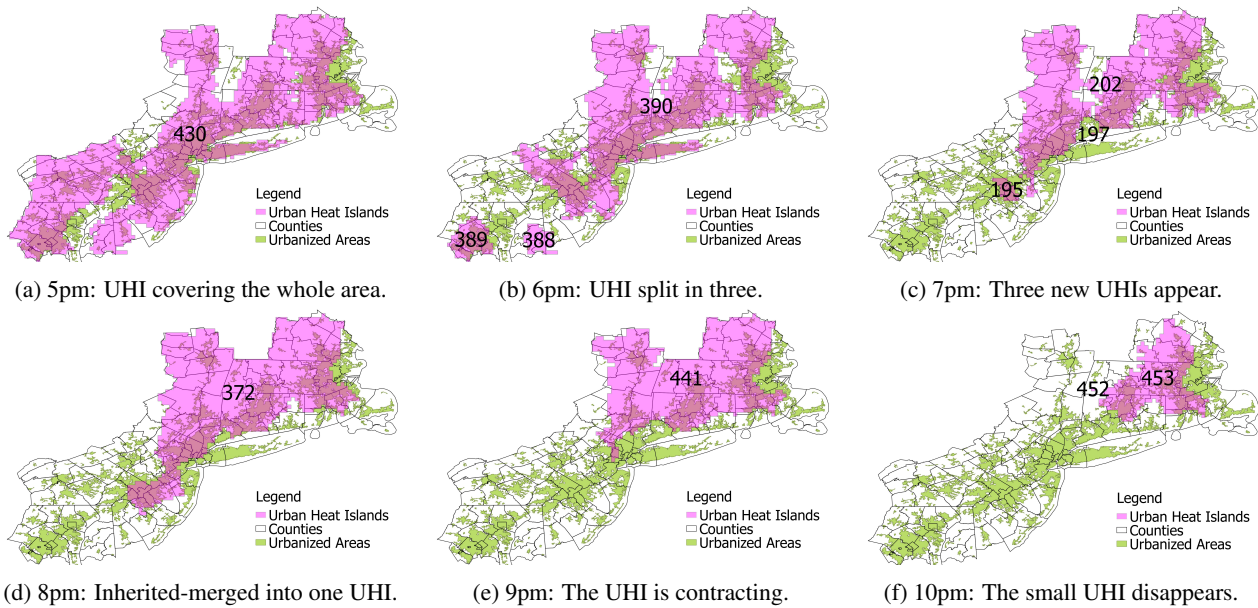 430
Legend
Urban Heat Islands
Counties
Urbanized Areas
(a) 5pm: UHI covering the whole area.
390
389
388
Legend
Urban Heat Islands
Counties
Urbanized Areas
(b) 6pm: UHI split in three.
202
197
195
Legend
Urban Heat Islands
Counties
Urbanized Areas
(c) 7pm: Three new UHIs appear.
372
Legend
Urban Heat Islands
Counties
Urbanized Areas
(d) 8pm: Inherited-merged into one UHI.
441
Legend
Urban Heat Islands
Counties
Urbanized Areas
(e) 9pm: The UHI is contracting.
452
453
Legend
Urban Heat Islands
Counties
Urbanized Areas
(f) 10pm: The small UHI disappears.